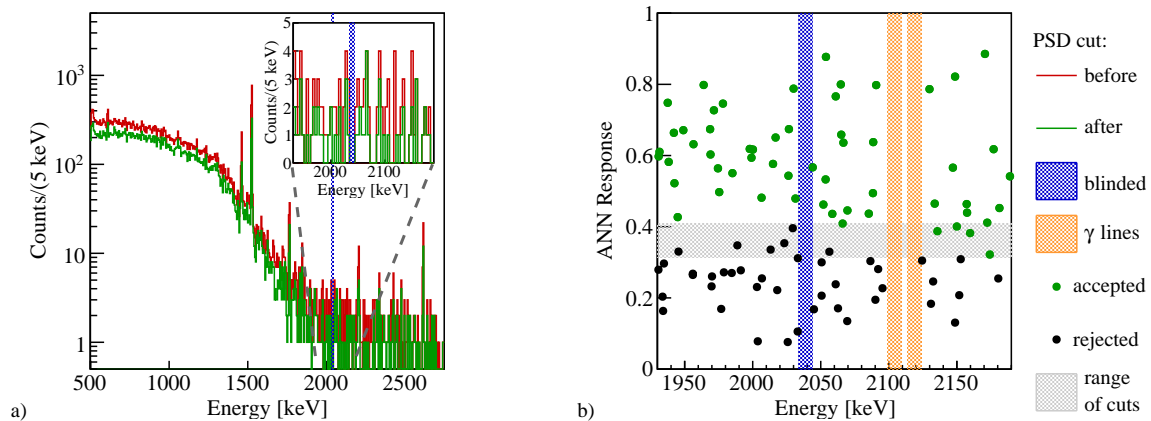 Counts/(5 keV)
10³
10²
10
1
500
1000
1500
2000
2500
Energy [keV]
a)
Counts/(5 keV)
5
4
3
2
1
0
2000
2100
Energy [keV]
ANN Response
1
0.8
0.6
0.4
0.2
0
1950
2000
2050
2100
2150
Energy [keV]
b)
PSD cut:
before
after
blinded
γ lines
accepted
rejected
range
of cuts